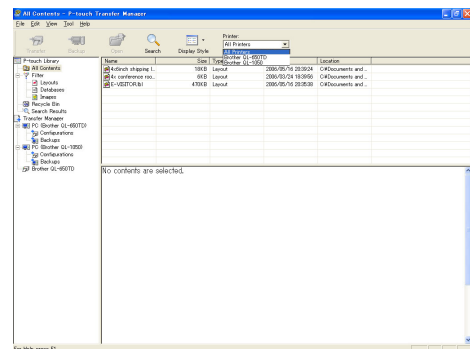 All Contents - P-touch Transfer Manager
File Edit View Tool Help
Transfer Backup Open Search Display Style
Printer:
All Printers
All Printers
Brother QL-650TD
Brother QL-1050
P-touch Library
All Contents
Filter
Layouts
Databases
Images
Recycle Bin
Search Results
Transfer Manager
PC (Brother QL-650TD)
Configurations
Backups
PC (Brother QL-1050)
Configurations
Backups
Brother QL-650TD
Name Size Type Location
4x6inch shipping l... 18KB Layout 2006/05/16 20:39:24 C:¥Documents and ...
4x conference roo... 6KB Layout 2006/03/24 18:39:56 C:¥Documents and ...
E-VISITOR.lbl 470KB Layout 2006/05/16 20:35:38 C:¥Documents and ...
No contents are selected.
For Help, press F1